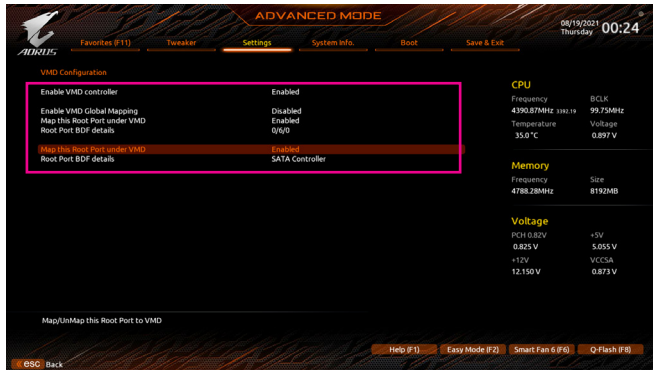 ADVANCED MODE
08/19/2021 Thursday 00:24
AORUS
Favorites (F11) Tweaker Settings System Info. Boot Save & Exit
VMD Configuration
Enable VMD controller Enabled
Enable VMD Global Mapping Disabled
Map this Root Port under VMD Enabled
Root Port BDF details 0/6/0
Map this Root Port under VMD Enabled
Root Port BDF details SATA Controller
CPU
Frequency BCLK
4390.87MHz 3392.19 99.75MHz
Temperature Voltage
35.0 °C 0.897 V
Memory
Frequency Size
4788.28MHz 8192MB
Voltage
PCH 0.82V +5V
0.825 V 5.055 V
+12V VCCSA
12.150 V 0.873 V
Map/UnMap this Root Port to VMD
Help (F1) Easy Mode (F2) Smart Fan 6 (F6) Q-Flash (F8)
«esc Back